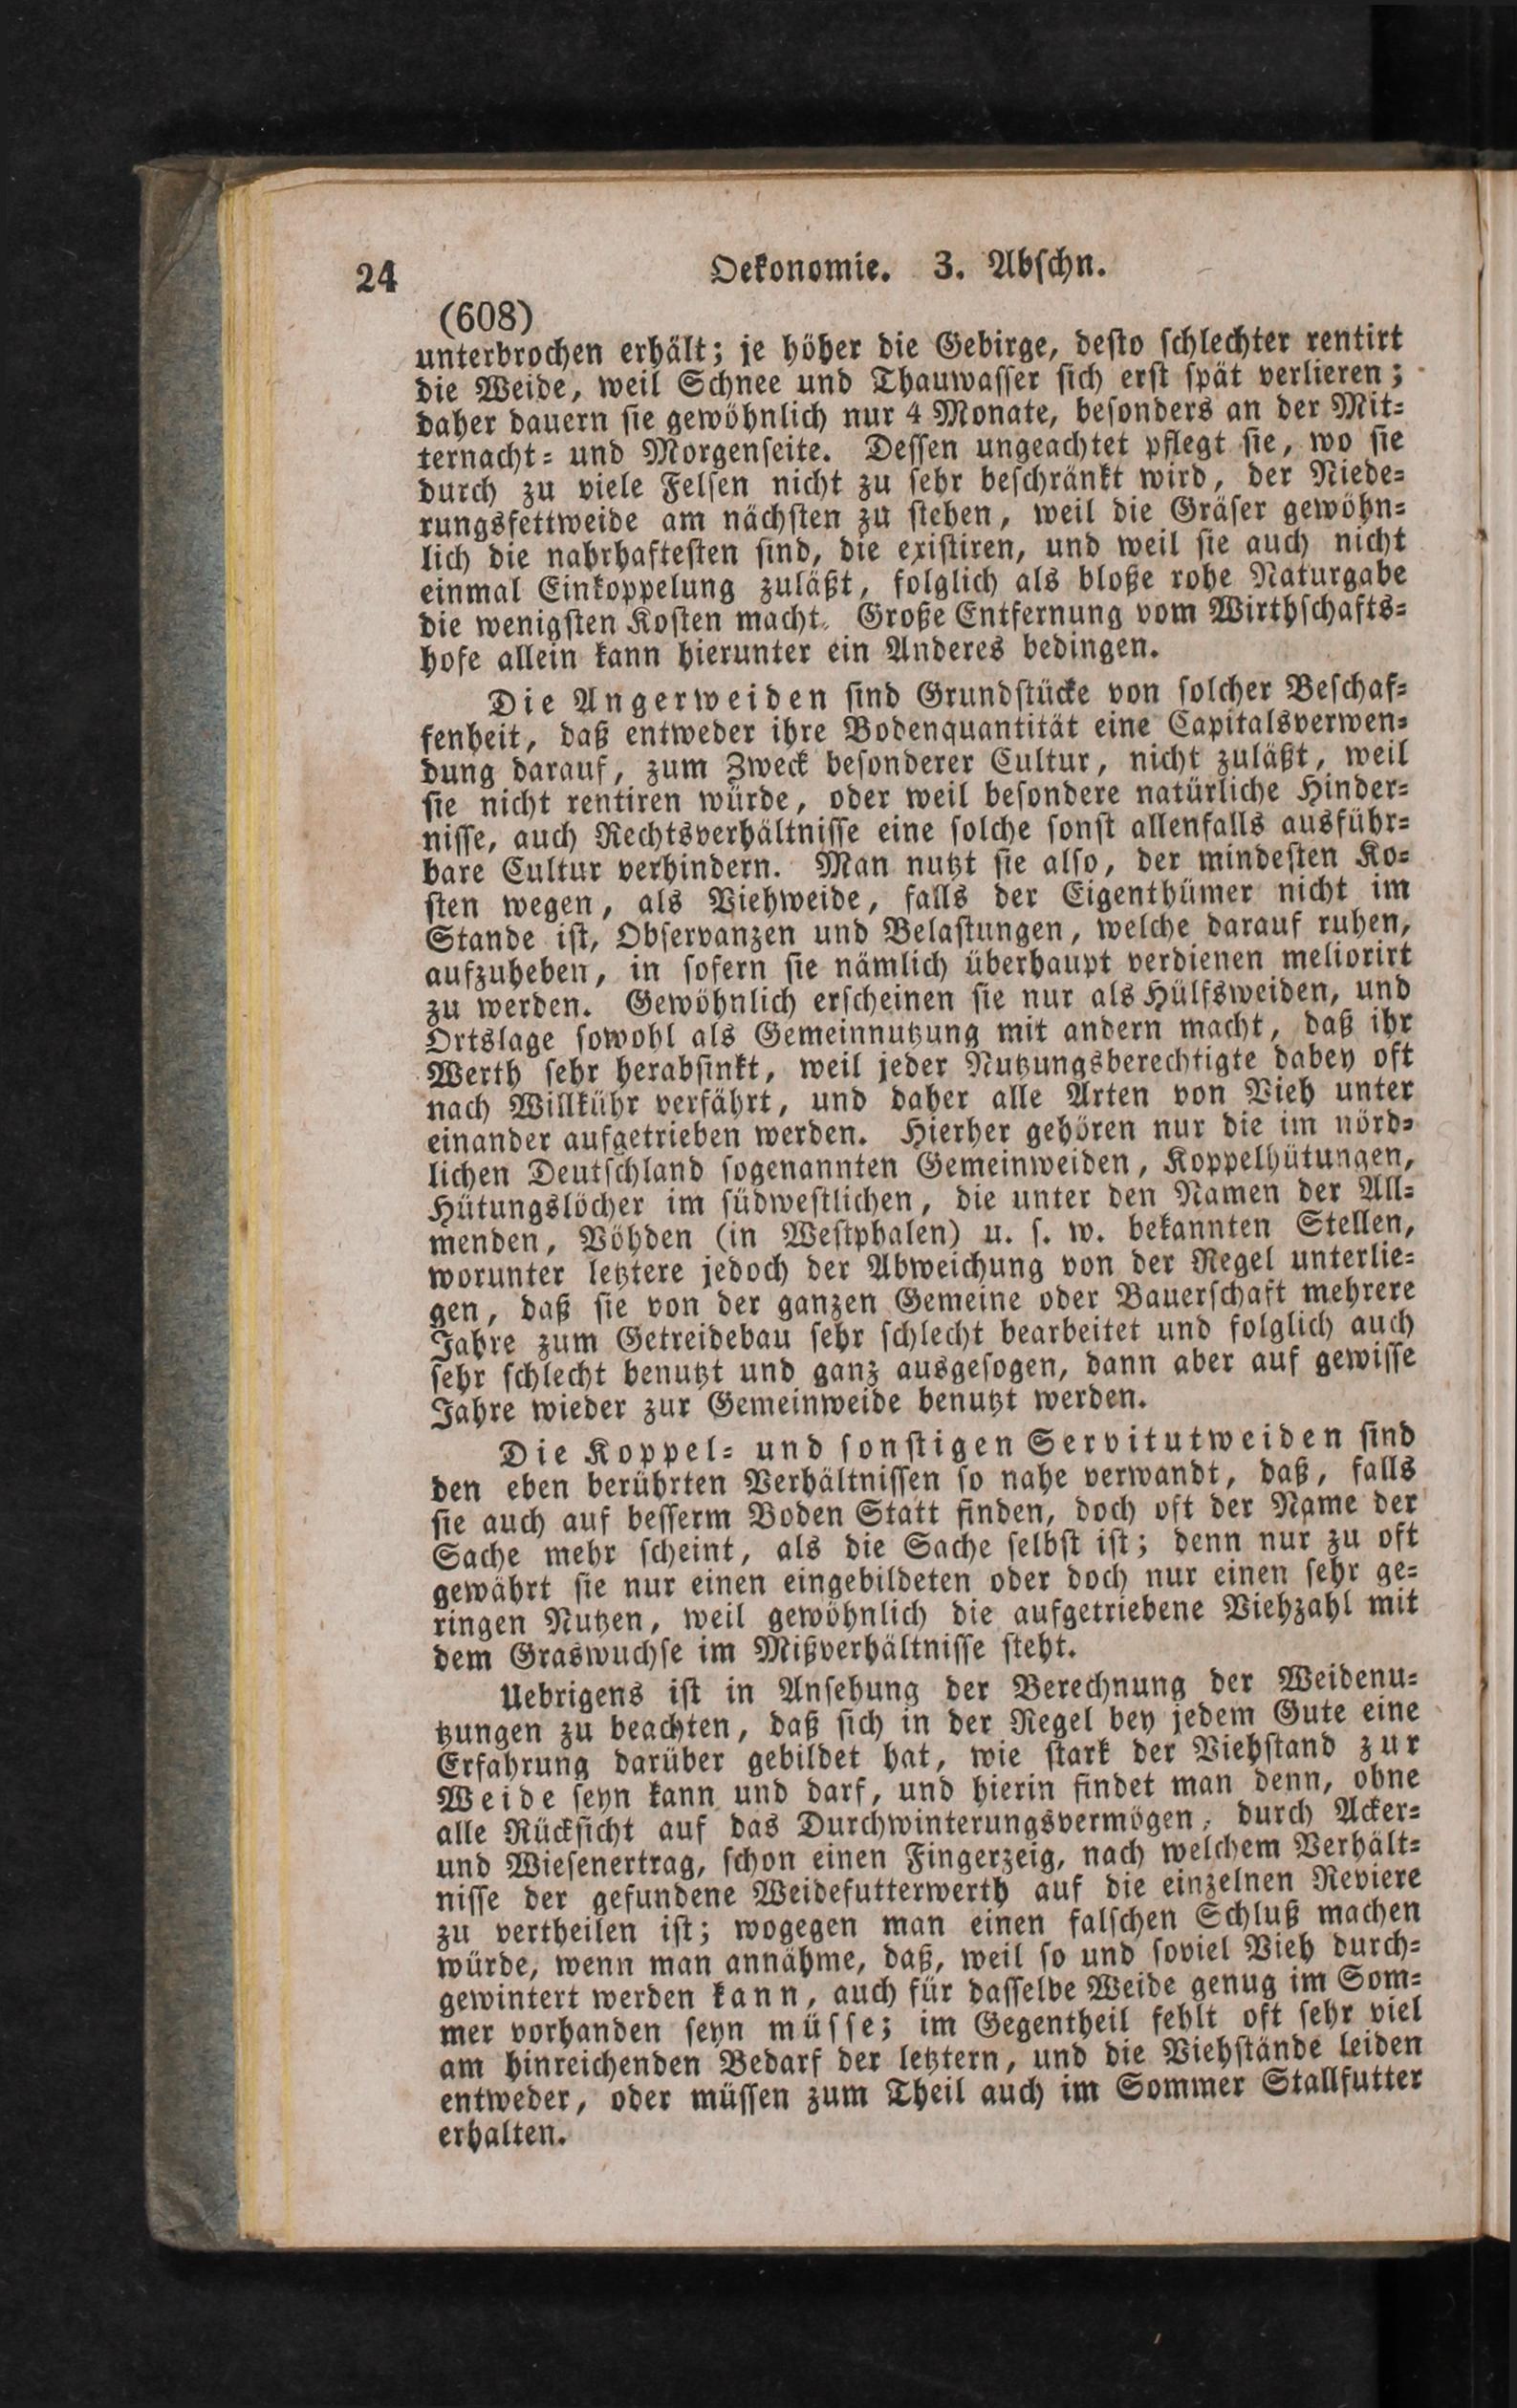 24 Oekonomie. 3. Abschn.
(608)
unterbrochen erhält; je höher die Gebirge, desto schlechter rentirt
die Weide, weil Schnee und Thauwasser sich erst spät verlieren;
daher dauern sie gewöhnlich nur 4 Monate, besonders an der Mit-
ternacht- und Morgenseite. Dessen ungeachtet pflegt sie, wo sie
durch zu viele Felsen nicht zu sehr beschränkt wird, der Niede-
rungsfettweide am nächsten zu stehen, weil die Gräser gewöhn-
lich die nahrhaftesten sind, die existiren, und weil sie auch nicht
einmal Einkoppelung zuläßt, folglich als bloße rohe Naturgabe
die wenigsten Kosten macht. Große Entfernung vom Wirthschafts-
hofe allein kann hierunter ein Anderes bedingen.
Die Angerweiden sind Grundstücke von solcher Beschaf-
fenheit, daß entweder ihre Bodenquantität eine Capitalsverwen-
dung darauf, zum Zweck besonderer Cultur, nicht zuläßt, weil
sie nicht rentiren würde, oder weil besondere natürliche Hinder-
nisse, auch Rechtsverhältnisse eine solche sonst allenfalls ausführ-
bare Cultur verhindern. Man nutzt sie also, der mindesten Ko-
sten wegen, als Viehweide, falls der Eigenthümer nicht im
Stande ist, Observanzen und Belastungen, welche darauf ruhen,
aufzuheben, in sofern sie nämlich überhaupt verdienen meliorirt
zu werden. Gewöhnlich erscheinen sie nur als Hülfsweiden, und
Ortslage sowohl als Gemeinnutzung mit andern macht, daß ihr
Werth sehr herabsinkt, weil jeder Nutzungsberechtigte dabey oft
nach Willkühr verfährt, und daher alle Arten von Vieh unter
einander aufgetrieben werden. Hierher gehören nur die im nörd-
lichen Deutschland sogenannten Gemeinweiden, Koppelhütungen,
Hütungslöcher im südwestlichen, die unter den Namen der All-
menden, Vöhden (in Westphalen) u. s. w. bekannten Stellen,
worunter letztere jedoch der Abweichung von der Regel unterlie-
gen, daß sie von der ganzen Gemeine oder Bauerschaft mehrere
Jahre zum Getreidebau sehr schlecht bearbeitet und folglich auch
sehr schlecht benutzt und ganz ausgesogen, dann aber auf gewisse
Jahre wieder zur Gemeinweide benutzt werden.
Die Koppel- und sonstigen Servitutweiden sind
den eben berührten Verhältnissen so nahe verwandt, daß, falls
sie auch auf besserm Boden Statt finden, doch oft der Name der
Sache mehr scheint, als die Sache selbst ist; denn nur zu oft
gewährt sie nur einen eingebildeten oder doch nur einen sehr ge-
ringen Nutzen, weil gewöhnlich die aufgetriebene Viehzahl mit
dem Graswuchse im Mißverhältnisse steht.
Uebrigens ist in Ansehung der Berechnung der Weidenu-
tzungen zu beachten, daß sich in der Regel bey jedem Gute eine
Erfahrung darüber gebildet hat, wie stark der Viehstand zur
Weide seyn kann und darf, und hierin findet man denn, ohne
alle Rücksicht auf das Durchwinterungsvermögen, durch Acker-
und Wiesenertrag, schon einen Fingerzeig, nach welchem Verhält-
nisse der gefundene Weidefutterwerth auf die einzelnen Reviere
zu vertheilen ist; wogegen man einen falschen Schluß machen
würde, wenn man annähme, daß, weil so und soviel Vieh durch-
gewintert werden kann, auch für dasselbe Weide genug im Som-
mer vorhanden seyn müsse; im Gegentheil fehlt oft sehr viel
am hinreichenden Bedarf der letztern, und die Viehstände leiden
entweder, oder müssen zum Theil auch im Sommer Stallfutter
erhalten.